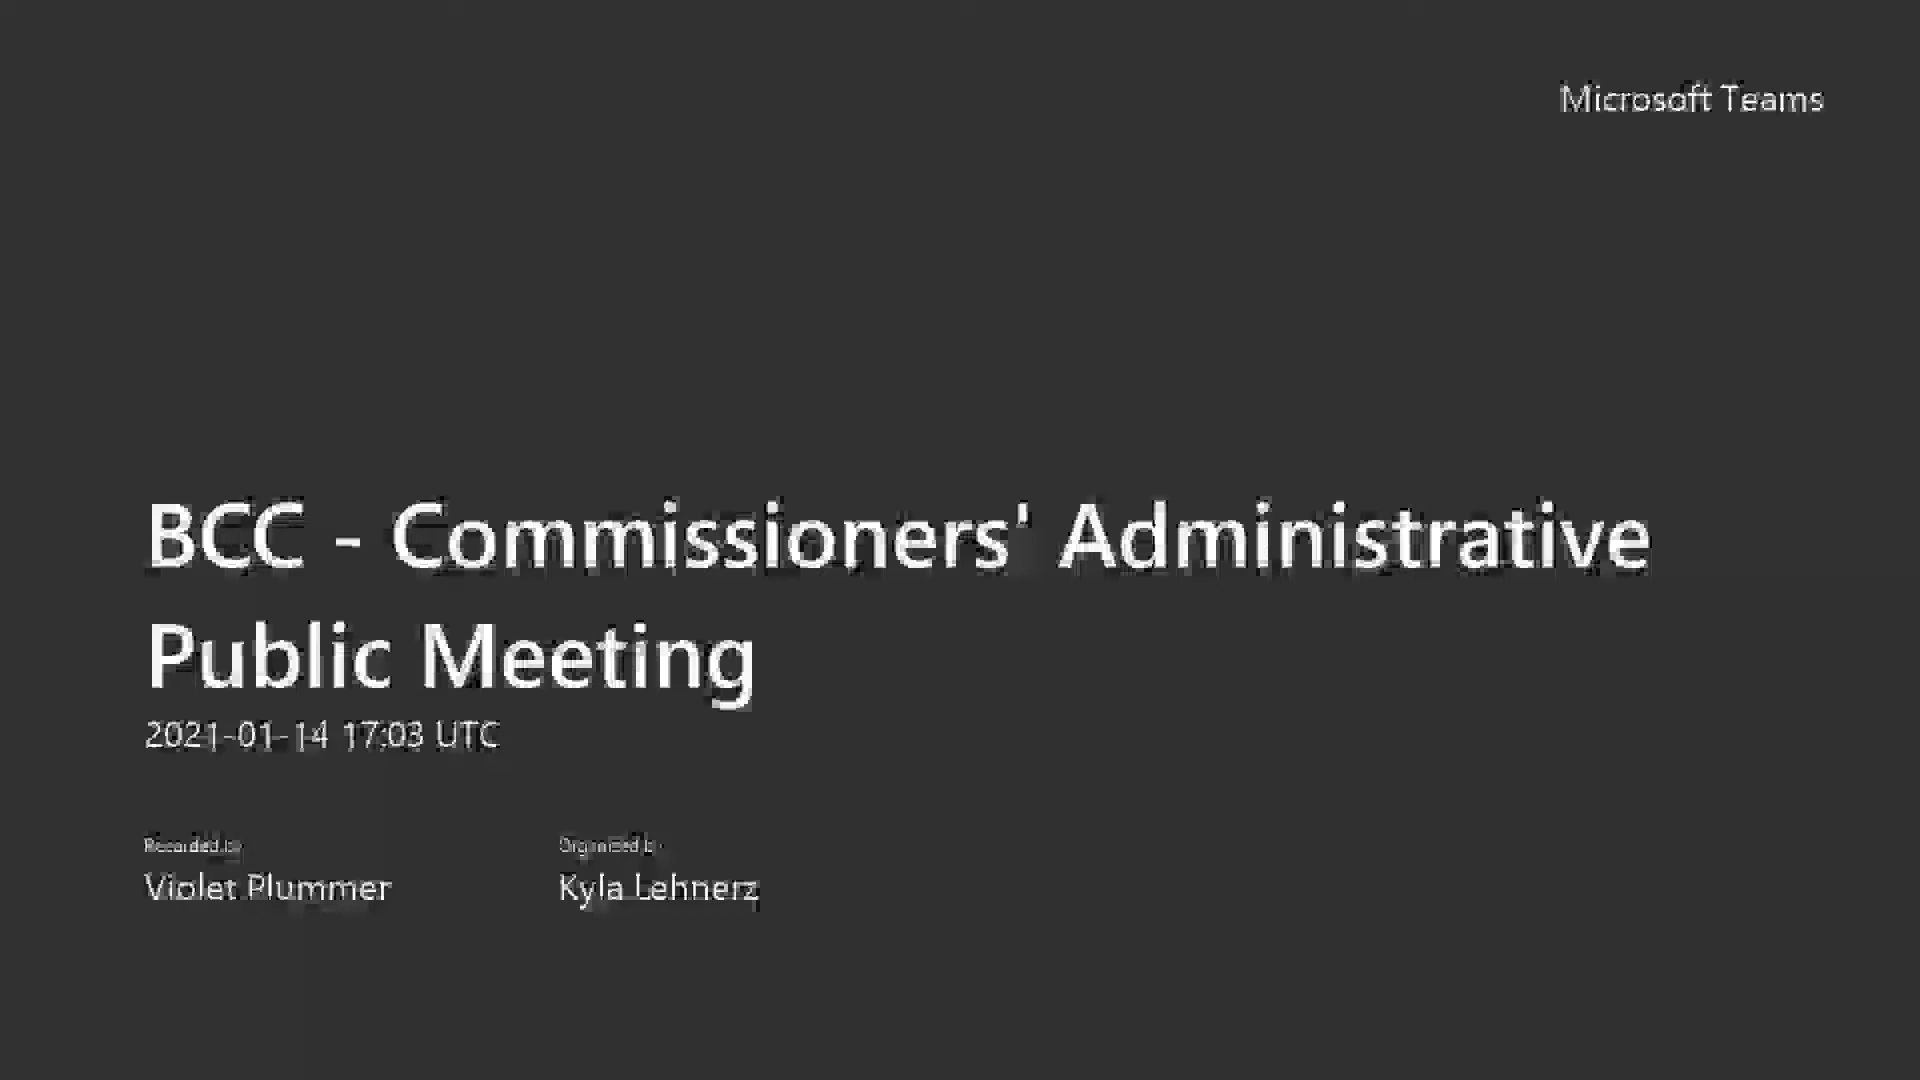 Microsoft Teams
BCC - Commissioners' Administrative
Public Meeting
2021-01-14 17:03 UTC
Recorded by
Organized by
Violet Plummer
Kyla Lehnerz